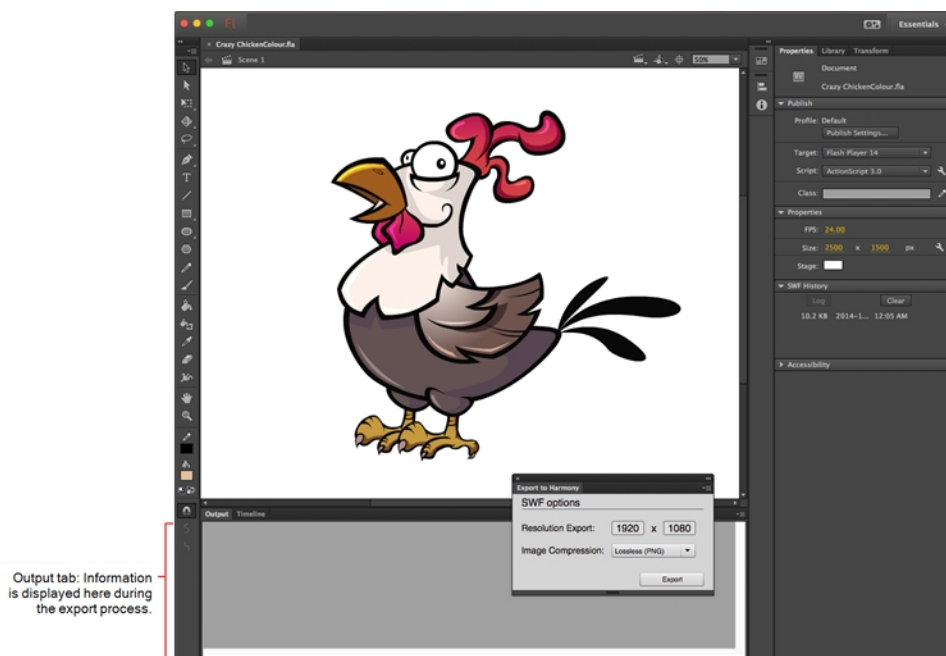 Fl
Essentials
× Crazy ChickenColour.fla
Scene 1
50%
Properties Library Transform
Document
Crazy ChickenColour.fla
Publish
Profile: Default
Publish Settings...
Target: Flash Player 14
Script: ActionScript 3.0
Class:
Properties
FPS: 24.00
Size: 2500 x 1500 px
Stage:
SWF History
Log Clear
10.2 KB 2014-1... 12:05 AM
Accessibility
T
Export to Harmony
SWF options
Resolution Export: 1920 x 1080
Image Compression: Lossless (PNG)
Export
Output Timeline
Output tab: Information
is displayed here during
the export process.